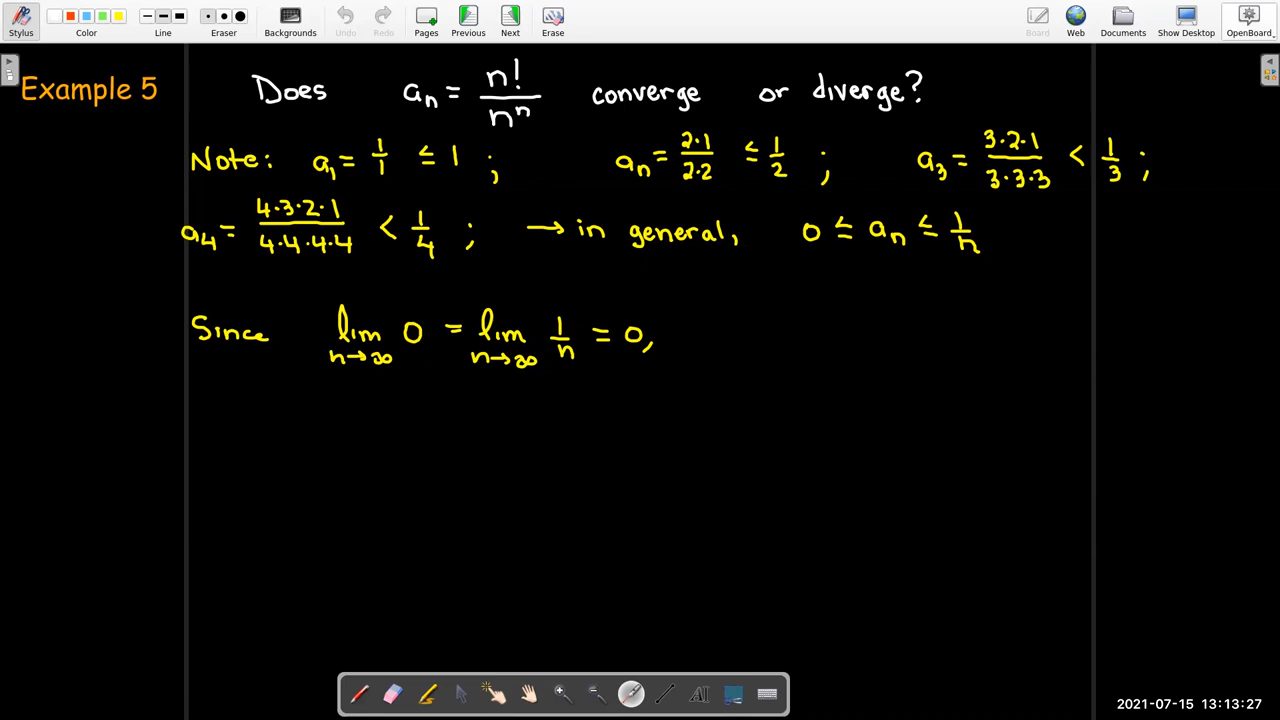 Stylus Color Line Eraser Backgrounds Undo Redo Pages Previous Next Erase Board Web Documents Show Desktop OpenBoard
Example 5 Does aₙ = n!/nⁿ converge or diverge?
Note: a₁ = 1/1 ≤ 1 ; aₙ = 2·1/2·2 ≤ 1/2 ; a₃ = 3·2·1/3·3·3 < 1/3 ;
a₄ = 4·3·2·1/4·4·4·4 < 1/4 ; → in general, 0 ≤ aₙ ≤ 1/n
Since lim n→∞ 0 = lim n→∞ 1/n = 0,
AI
2021-07-15 13:13:27